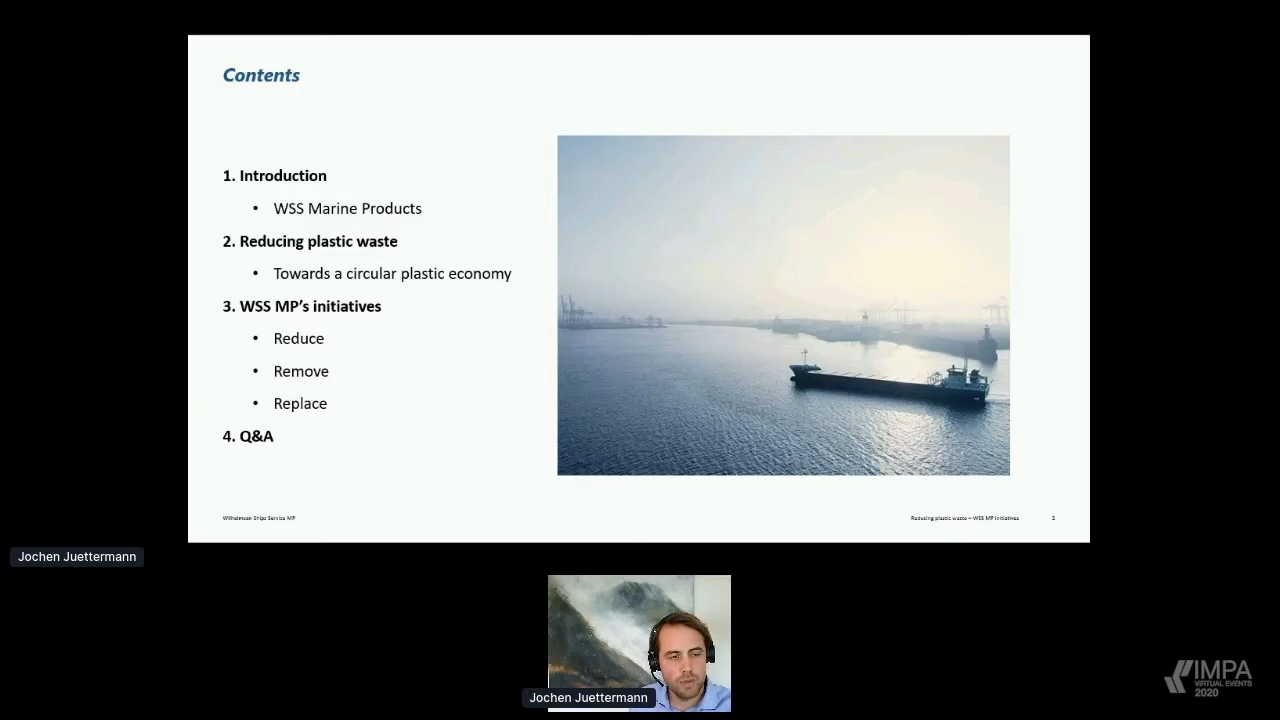 Contents
1. Introduction
• WSS Marine Products
2. Reducing plastic waste
• Towards a circular plastic economy
3. WSS MP's initiatives
• Reduce
• Remove
• Replace
4. Q&A
Wilhelmsen Ships Service MP
Reducing plastic waste – WSS MP initiatives
2
Jochen Juettermann
Jochen Juettermann
IMPA
VIRTUAL EVENTS
2020